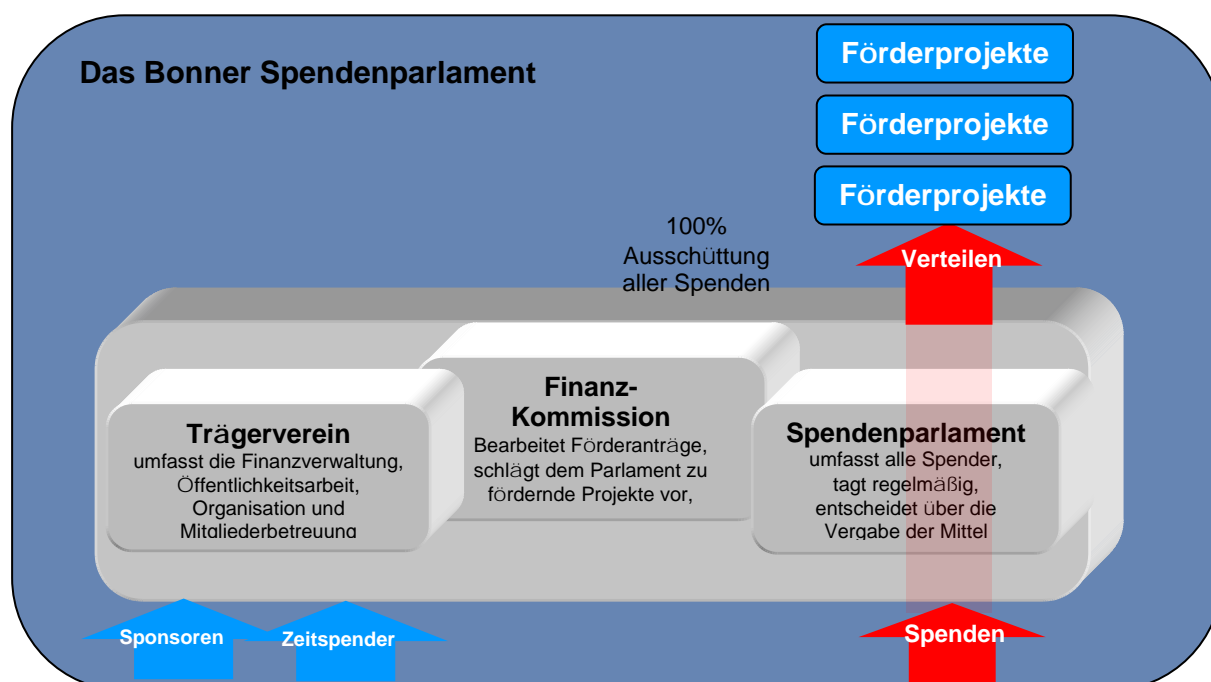 Das Bonner Spendenparlament
Förderprojekte
Förderprojekte
Förderprojekte
100%
Ausschüttung
aller Spenden
Verteilen
Trägerverein
umfasst die Finanzverwaltung,
Öffentlichkeitsarbeit,
Organisation und
Mitgliederbetreuung
Finanz-
Kommission
Bearbeitet Förderanträge,
schlägt dem Parlament zu
fördernde Projekte vor,
Spendenparlament
umfasst alle Spender,
tagt regelmäßig,
entscheidet über die
Vergabe der Mittel
Sponsoren
Zeitspender
Spenden